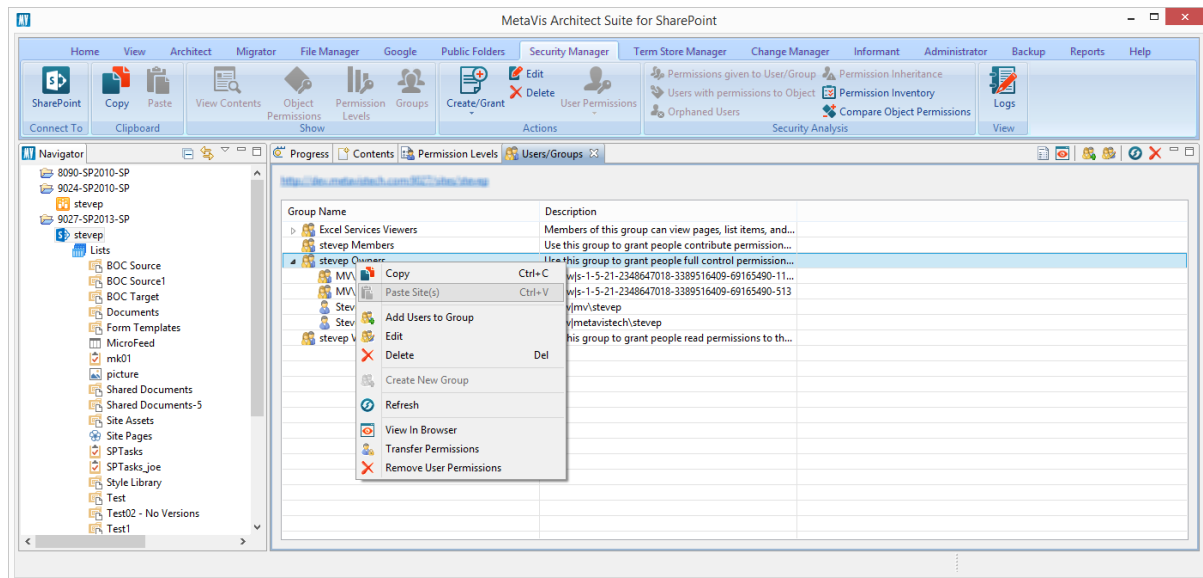 MetaVis Architect Suite for SharePoint
Home View Architect Migrator File Manager Google Public Folders Security Manager Term Store Manager Change Manager Informant Administrator Backup Reports Help
SharePoint Copy Paste View Contents Object Permissions Permission Levels Groups Create/Grant Edit Delete User Permissions
Permissions given to User/Group Permission Inheritance
Users with permissions to Object Permission Inventory
Orphaned Users Compare Object Permissions
Logs
Connect To Clipboard Show Actions Security Analysis View
Navigator
Progress Contents Permission Levels Users/Groups
8090-SP2010-SP
9024-SP2010-SP
stevep
9027-SP2013-SP
stevep
Lists
BOC Source
BOC Source1
BOC Target
Documents
Form Templates
MicroFeed
mk01
picture
Shared Documents
Shared Documents-5
Site Assets
Site Pages
SPTasks
SPTasks_joe
Style Library
Test
Test02 - No Versions
Test1
Group Name Description
Excel Services Viewers Members of this group can view pages, list items, and...
stevep Members Use this group to grant people contribute permission...
stevep Owners Use this group to grant people full control permission...
MV\ w|s-1-5-21-2348647018-3389516409-69165490-11...
MV\ w|s-1-5-21-2348647018-3389516409-69165490-513
Stev v|mv\stevep
Stev v|metavistech\stevep
stevep V his group to grant people read permissions to th...
Copy Ctrl+C
Paste Site(s) Ctrl+V
Add Users to Group
Edit
Delete Del
Create New Group
Refresh
View In Browser
Transfer Permissions
Remove User Permissions